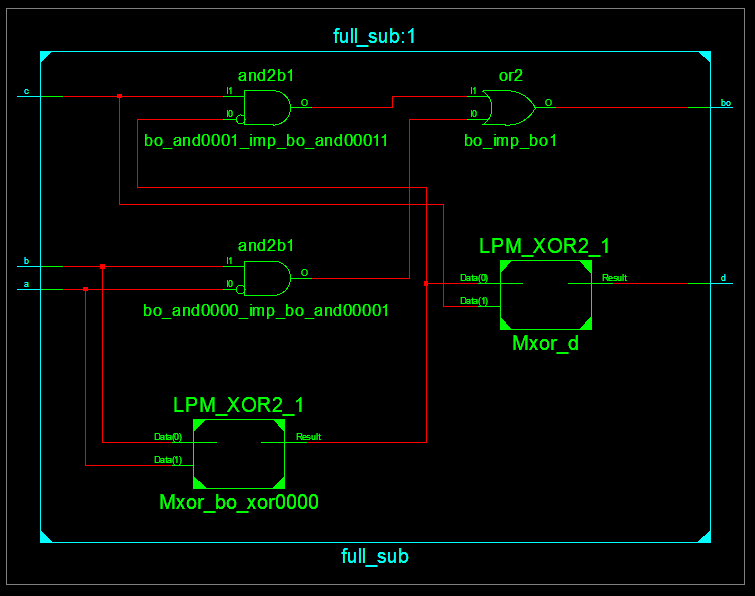 full_sub:1
and2b1
or2
c
I1
I0
O
I1
I0
O
bo
bo_and0001_imp_bo_and00011
bo_imp_bo1
and2b1
LPM_XOR2_1
b
a
I1
I0
O
Data(0)
Data(1)
Result
d
bo_and0000_imp_bo_and00001
Mxor_d
LPM_XOR2_1
Data(0)
Data(1)
Result
Mxor_bo_xor0000
full_sub